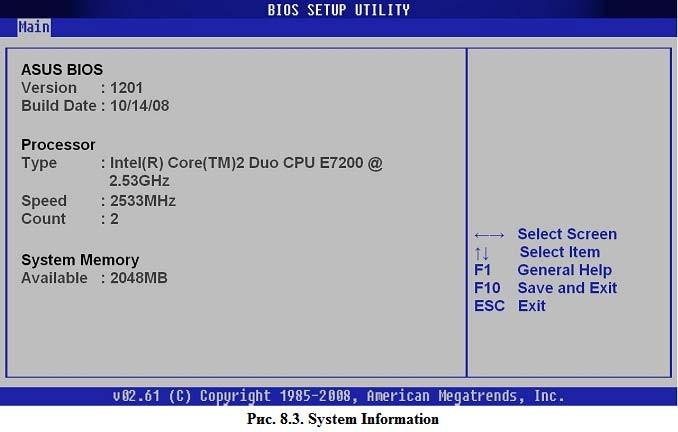 BIOS SETUP UTILITY
Main
ASUS BIOS
Version : 1201
Build Date : 10/14/08
Processor
Type : Intel(R) Core(TM)2 Duo CPU E7200 @
2.53GHz
Speed : 2533MHz
Count : 2
System Memory
Available : 2048MB
←→ Select Screen
↑↓ Select Item
F1 General Help
F10 Save and Exit
ESC Exit
v02.61 (C) Copyright 1985-2008, American Megatrends, Inc.
Рис. 8.3. System Information